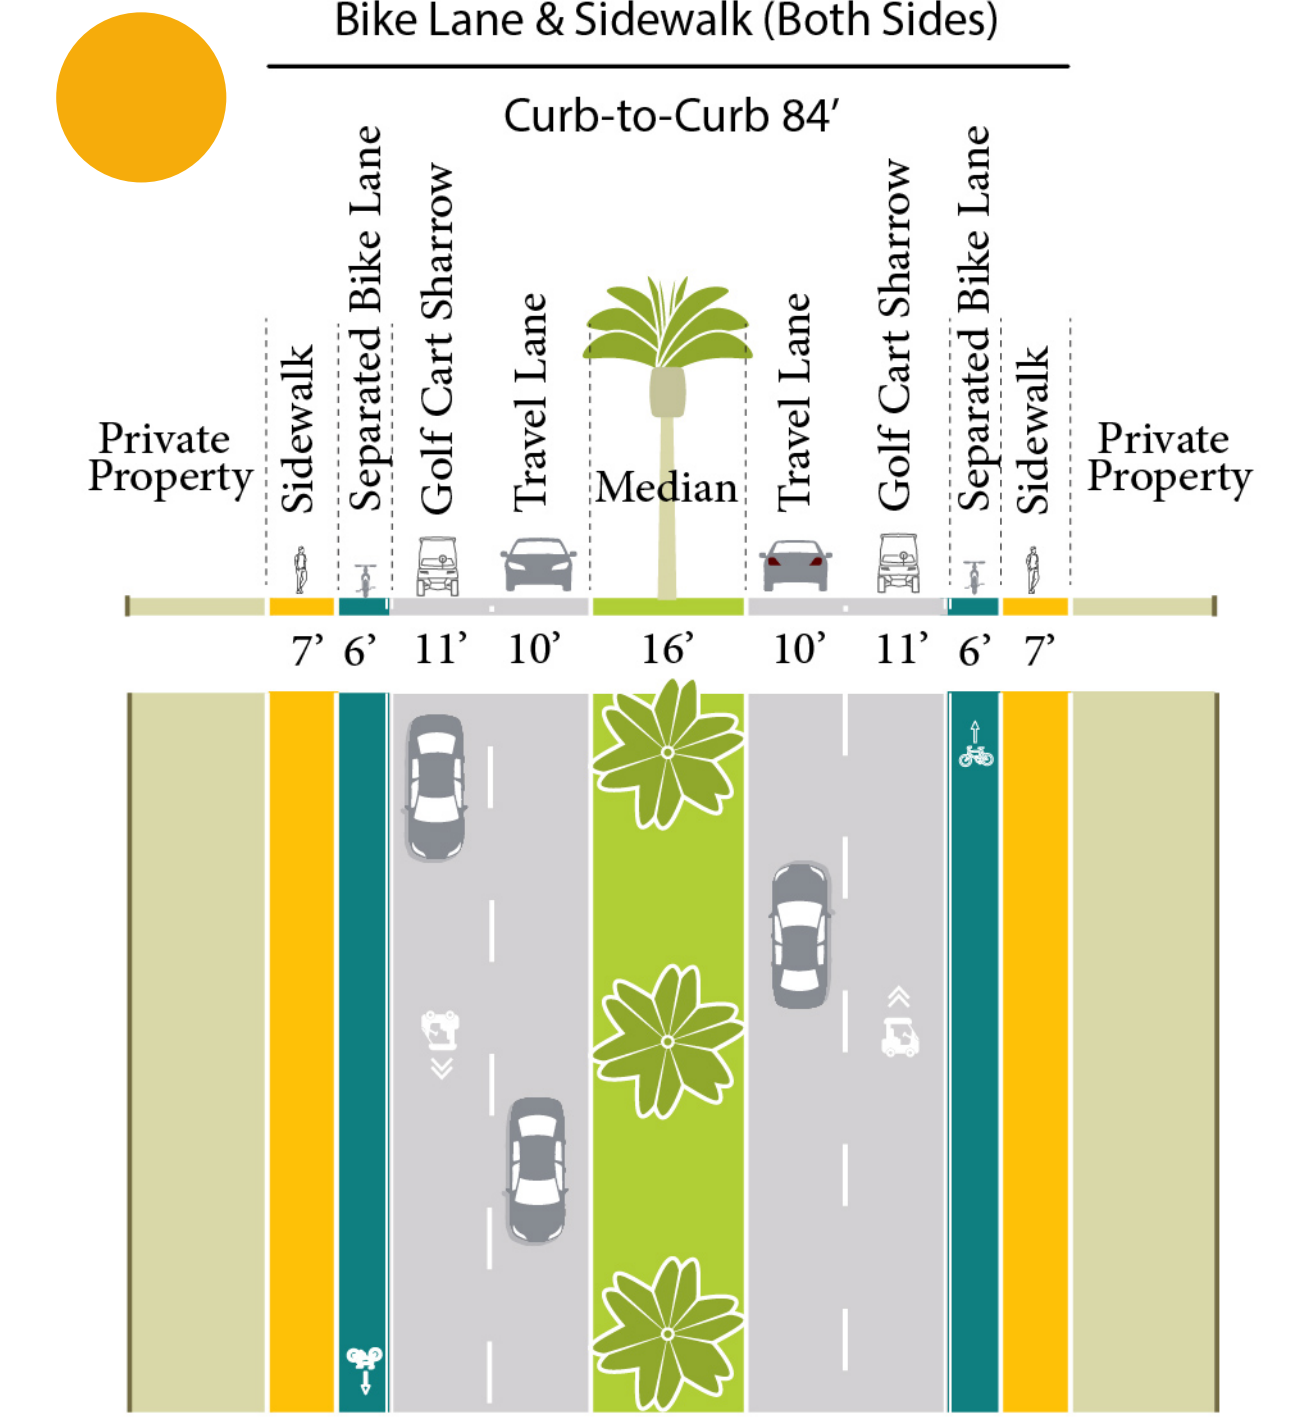 Bike Lane & Sidewalk (Both Sides)
Curb-to-Curb 84’
Private
Property
Sidewalk
Separated Bike Lane
Golf Cart Sharrow
Travel Lane
Median
Travel Lane
Golf Cart Sharrow
Separated Bike Lane
Sidewalk
Private
Property
7’ 6’ 11’ 10’ 16’ 10’ 11’ 6’ 7’